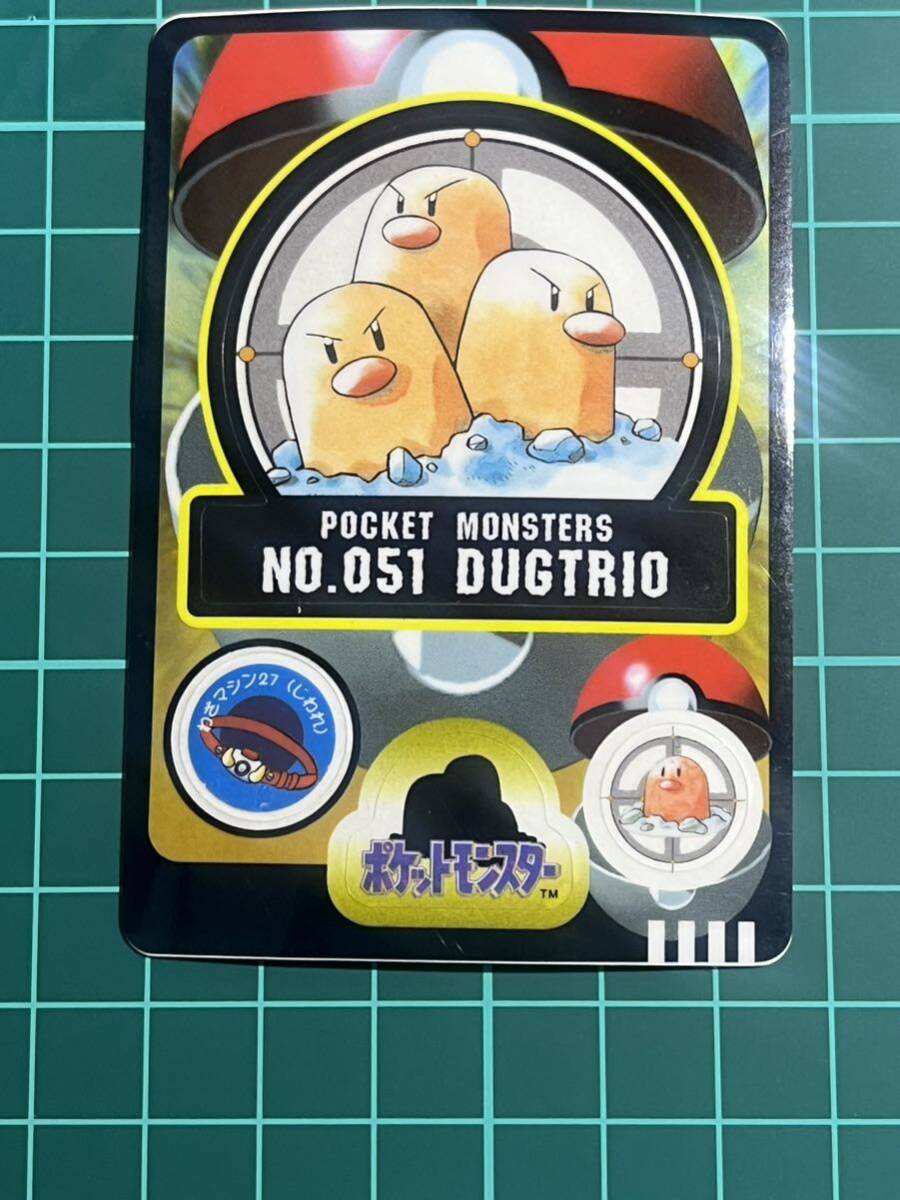 POCKET MONSTERS
NO.051 DUGTRIO
わざマシン27（じわれ）
ポケットモンスター
TM